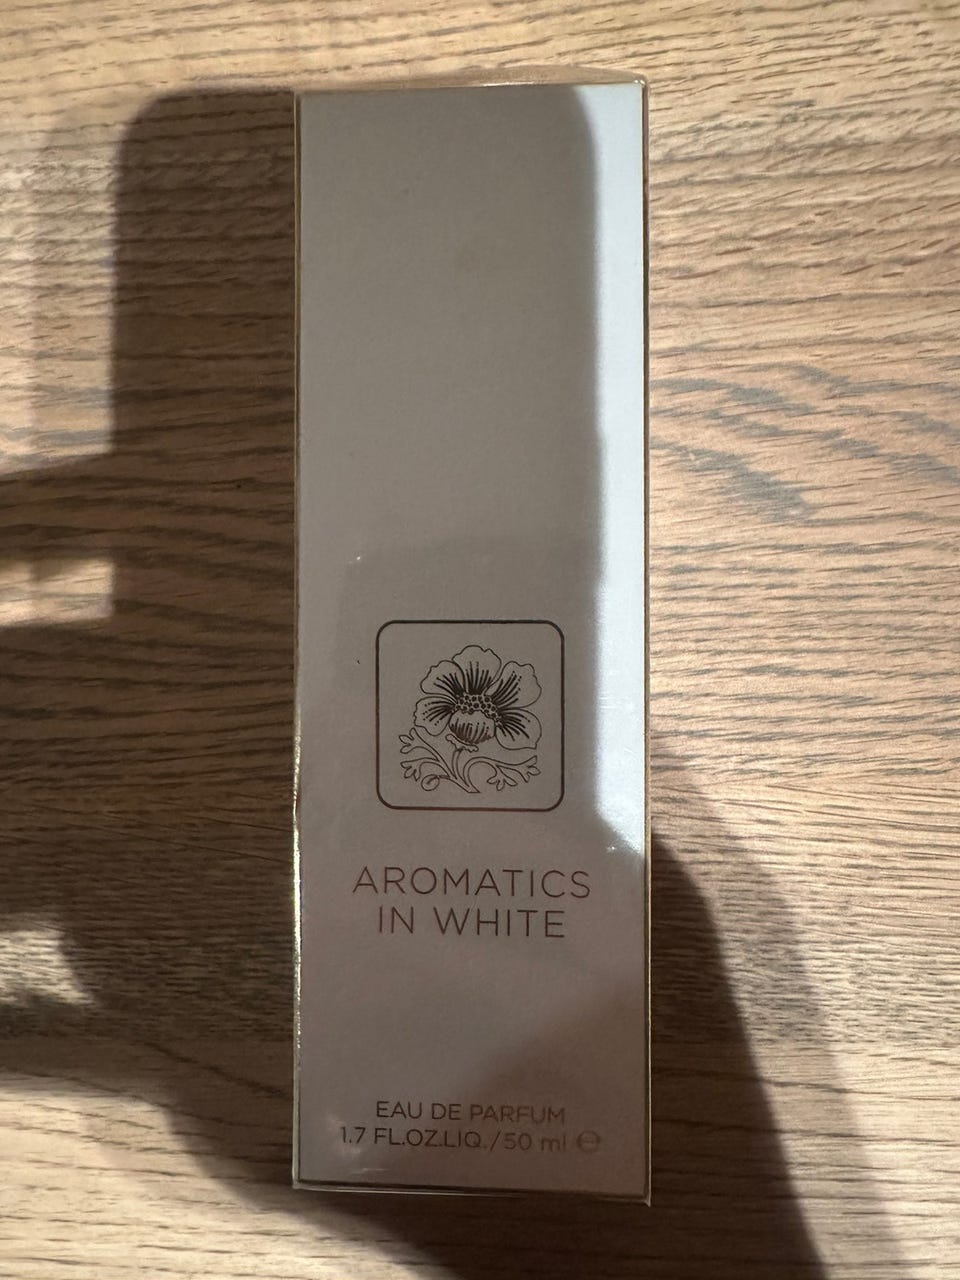 AROMATICS
IN WHITE
EAU DE PARFUM
1.7 FL.OZ.LIQ./50 ml ℮